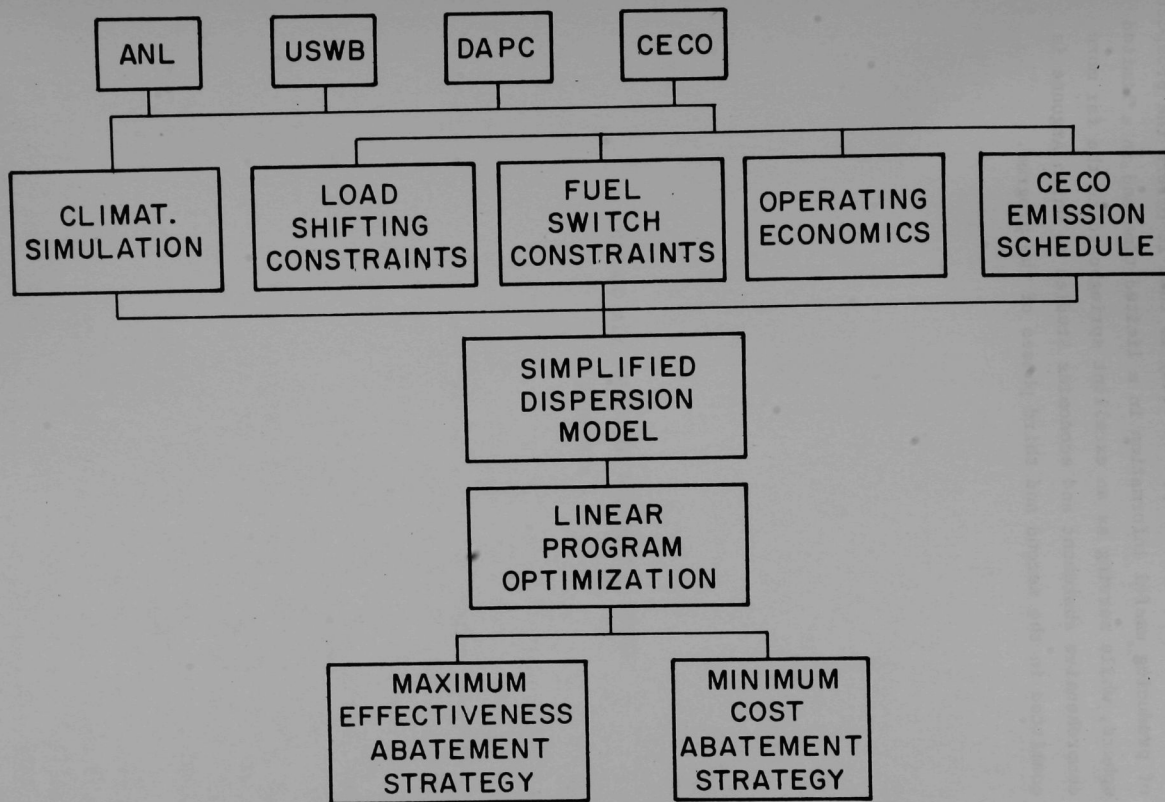 ANL
USWB
DAPC
CECO
CLIMAT.
SIMULATION
LOAD
SHIFTING
CONSTRAINTS
FUEL
SWITCH
CONSTRAINTS
OPERATING
ECONOMICS
CECO
EMISSION
SCHEDULE
SIMPLIFIED
DISPERSION
MODEL
LINEAR
PROGRAM
OPTIMIZATION
MAXIMUM
EFFECTIVENESS
ABATEMENT
STRATEGY
MINIMUM
COST
ABATEMENT
STRATEGY